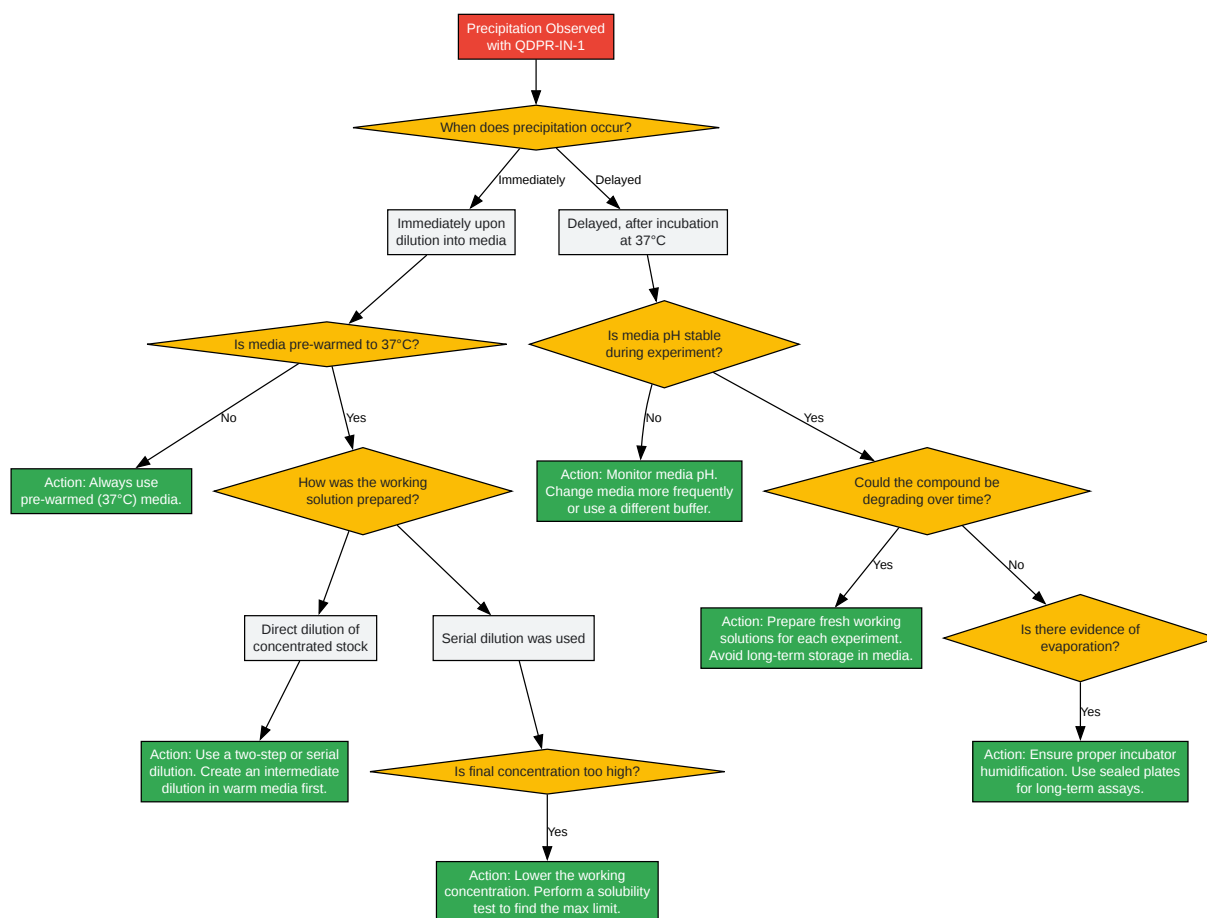 Precipitation Observed
with QDPR-IN-1
When does precipitation occur?
Immediately
Delayed
Immediately upon
dilution into media
Delayed, after incubation
at 37°C
Is media pre-warmed to 37°C?
Is media pH stable
during experiment?
No
Yes
No
Yes
Action: Always use
pre-warmed (37°C) media.
How was the working
solution prepared?
Action: Monitor media pH.
Change media more frequently
or use a different buffer.
Could the compound be
degrading over time?
Yes
No
Direct dilution of
concentrated stock
Serial dilution was used
Action: Prepare fresh working
solutions for each experiment.
Avoid long-term storage in media.
Is there evidence of
evaporation?
Yes
Action: Use a two-step or serial
dilution. Create an intermediate
dilution in warm media first.
Is final concentration too high?
Action: Ensure proper incubator
humidification. Use sealed plates
for long-term assays.
Yes
Action: Lower the working
concentration. Perform a solubility
test to find the max limit.